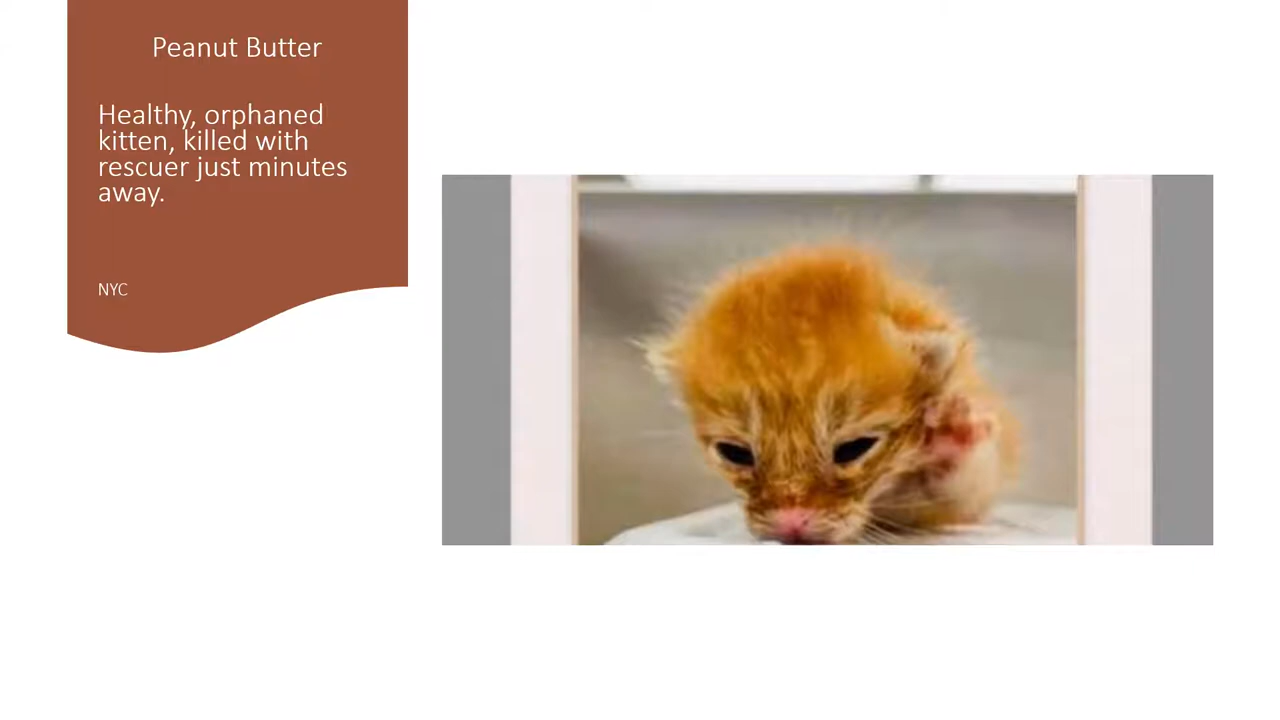 Peanut Butter
Healthy, orphaned
kitten, killed with
rescuer just minutes
away.
NYC